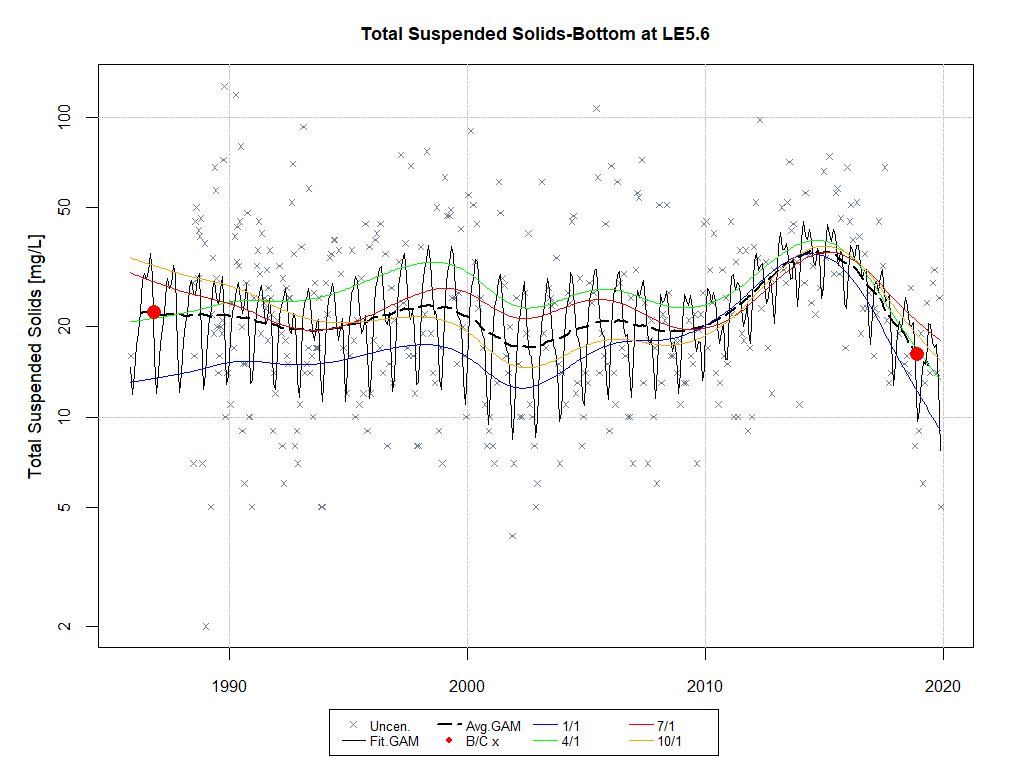 Total Suspended Solids-Bottom at LE5.6
Total Suspended Solids [mg/L]
100
50
20
10
5
2
1990
2000
2010
2020
Uncen. Avg.GAM 1/1 7/1
Fit.GAM B/C x 4/1 10/1